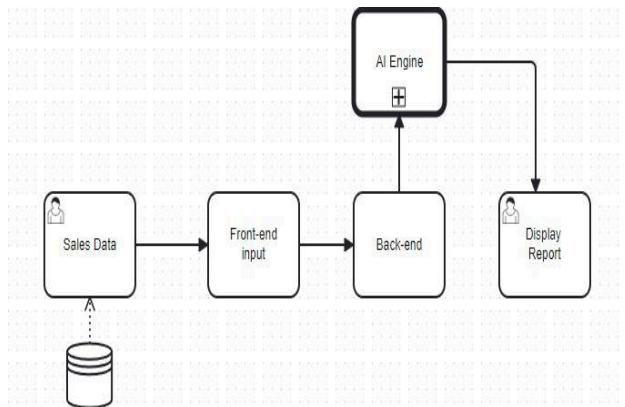 AI Engine
Sales Data
Front-end
input
Back-end
Display
Report